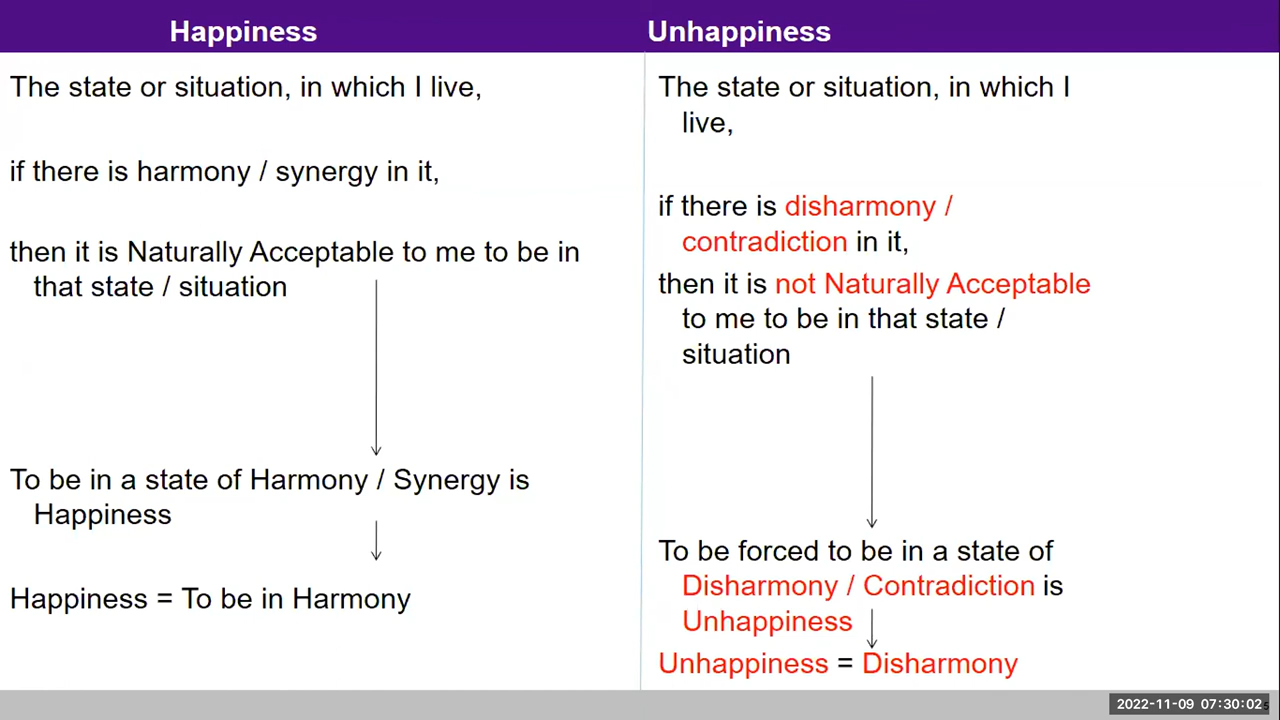 Happiness
The state or situation, in which I live,
if there is harmony / synergy in it,
then it is Naturally Acceptable to me to be in
that state / situation
To be in a state of Harmony / Synergy is
Happiness
Happiness = To be in Harmony
Unhappiness
The state or situation, in which I
live,
if there is disharmony /
contradiction in it,
then it is not Naturally Acceptable
to me to be in that state /
situation
To be forced to be in a state of
Disharmony / Contradiction is
Unhappiness
Unhappiness = Disharmony
2022-11-09 07:30:02s